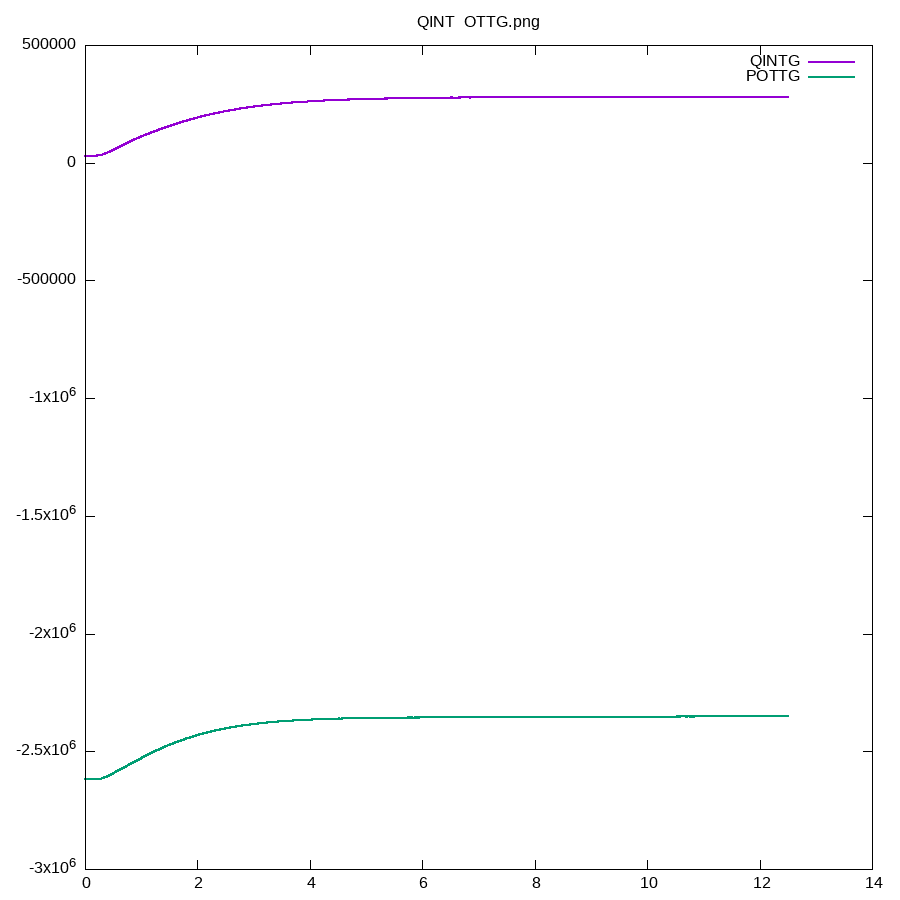 QINT  OTTG.png
500000
QINTG
POTTG
0
-500000
-1x10⁶
-1.5x10⁶
-2x10⁶
-2.5x10⁶
-3x10⁶
0 2 4 6 8 10 12 14